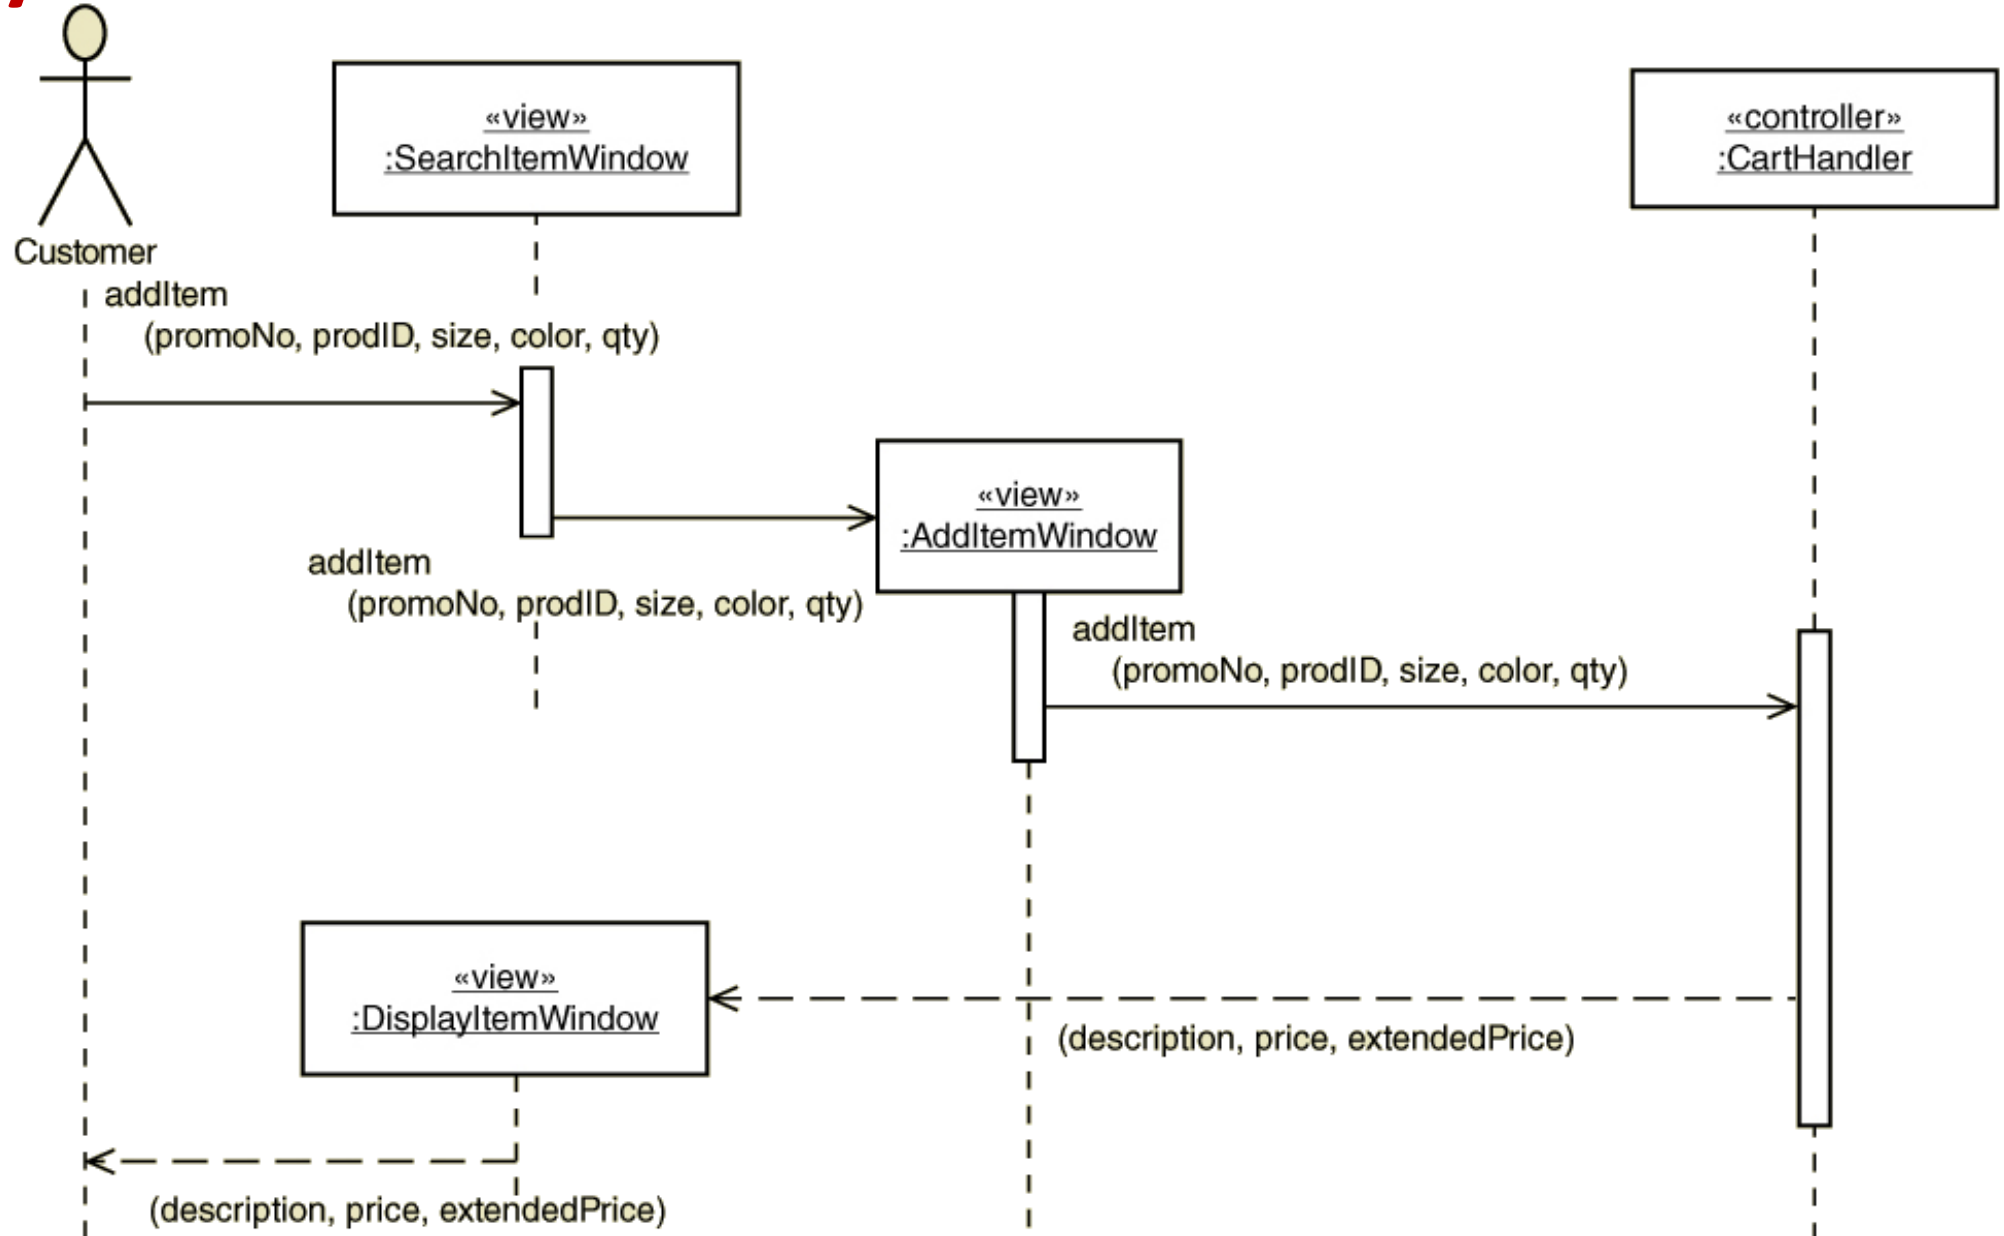 «view»
:SearchItemWindow
«controller»
:CartHandler
Customer
addItem
(promoNo, prodID, size, color, qty)
«view»
:AddItemWindow
addItem
(promoNo, prodID, size, color, qty)
addItem
(promoNo, prodID, size, color, qty)
«view»
:DisplayItemWindow
(description, price, extendedPrice)
(description, price, extendedPrice)